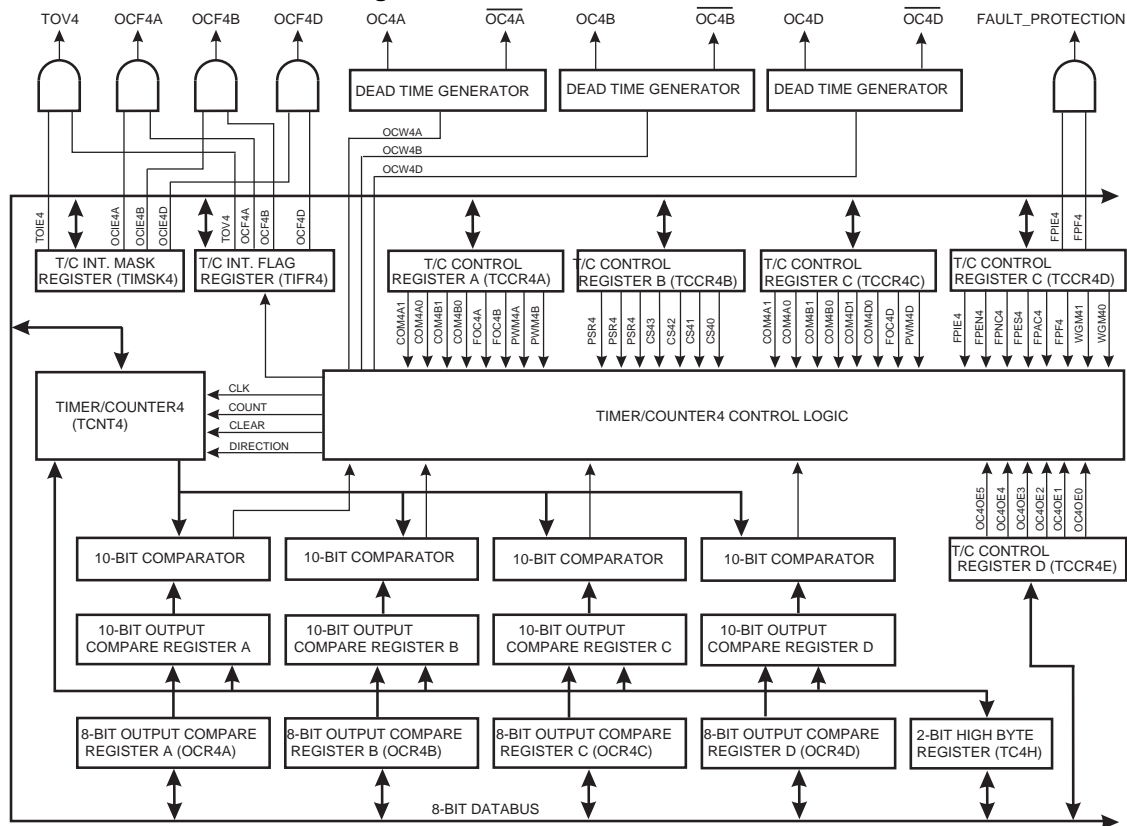 TOV4 OCF4A OCF4B OCF4D OC4A OC4A OC4B OC4B OC4D OC4D FAULT_PROTECTION
DEAD TIME GENERATOR DEAD TIME GENERATOR DEAD TIME GENERATOR
OCW4A
OCW4B
OCW4D
TOIE4 OCIE4A OCIE4B OCIE4D TOV4 OCF4A OCF4B OCF4D FPIE4 FPF4
T/C INT. MASK
REGISTER (TIMSK4)
T/C INT. FLAG
REGISTER (TIFR4)
T/C CONTROL
REGISTER A (TCCR4A)
T/C CONTROL
REGISTER B (TCCR4B)
T/C CONTROL
REGISTER C (TCCR4C)
T/C CONTROL
REGISTER C (TCCR4D)
COM4A1 COM4A0 COM4B1 COM4B0 FOC4A FOC4B PWM4A PWM4B
PSR4 PSR4 PSR4 CS43 CS42 CS41 CS40
COM4A1 COM4A0 COM4B1 COM4B0 COM4D1 COM4D0 FOC4D PWM4D
FPIE4 FPEN4 FPNC4 FPES4 FPAC4 FPF4 WGM41 WGM40
TIMER/COUNTER4
(TCNT4)
CLK
COUNT
CLEAR
DIRECTION
TIMER/COUNTER4 CONTROL LOGIC
OC4OE5 OC4OE4 OC4OE3 OC4OE2 OC4OE1 OC4OE0
10-BIT COMPARATOR 10-BIT COMPARATOR 10-BIT COMPARATOR 10-BIT COMPARATOR
T/C CONTROL
REGISTER D (TCCR4E)
10-BIT OUTPUT
COMPARE REGISTER A
10-BIT OUTPUT
COMPARE REGISTER B
10-BIT OUTPUT
COMPARE REGISTER C
10-BIT OUTPUT
COMPARE REGISTER D
8-BIT OUTPUT COMPARE
REGISTER A (OCR4A)
8-BIT OUTPUT COMPARE
REGISTER B (OCR4B)
8-BIT OUTPUT COMPARE
REGISTER C (OCR4C)
8-BIT OUTPUT COMPARE
REGISTER D (OCR4D)
2-BIT HIGH BYTE
REGISTER (TC4H)
8-BIT DATABUS